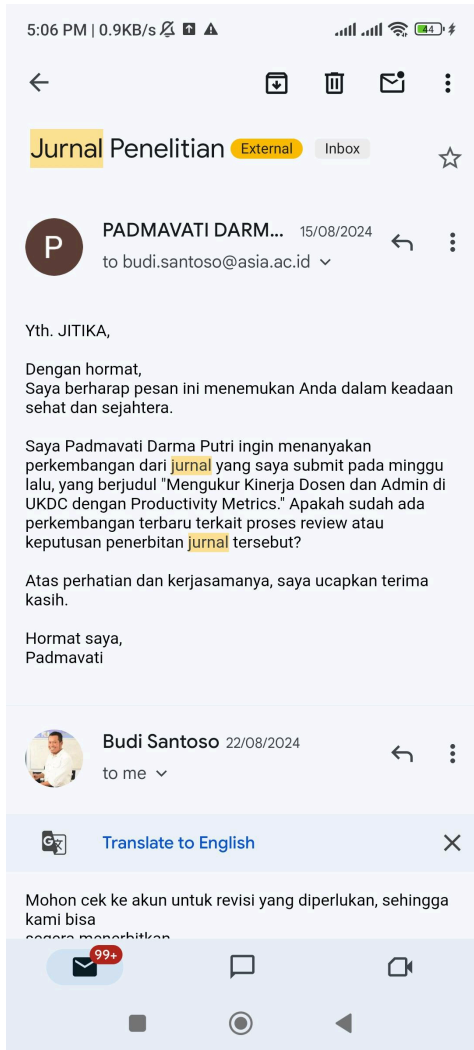 5:06 PM | 0.9KB/s
44
Jurnal Penelitian External Inbox
P
PADMAVATI DARM... 15/08/2024
to budi.santoso@asia.ac.id
Yth. JITIKA,
Dengan hormat,
Saya berharap pesan ini menemukan Anda dalam keadaan
sehat dan sejahtera.
Saya Padmavati Darma Putri ingin menanyakan
perkembangan dari jurnal yang saya submit pada minggu
lalu, yang berjudul "Mengukur Kinerja Dosen dan Admin di
UKDC dengan Productivity Metrics." Apakah sudah ada
perkembangan terbaru terkait proses review atau
keputusan penerbitan jurnal tersebut?
Atas perhatian dan kerjasamanya, saya ucapkan terima
kasih.
Hormat saya,
Padmavati
Budi Santoso 22/08/2024
to me
Translate to English
Mohon cek ke akun untuk revisi yang diperlukan, sehingga
kami bisa
segera menerbitkan
99+